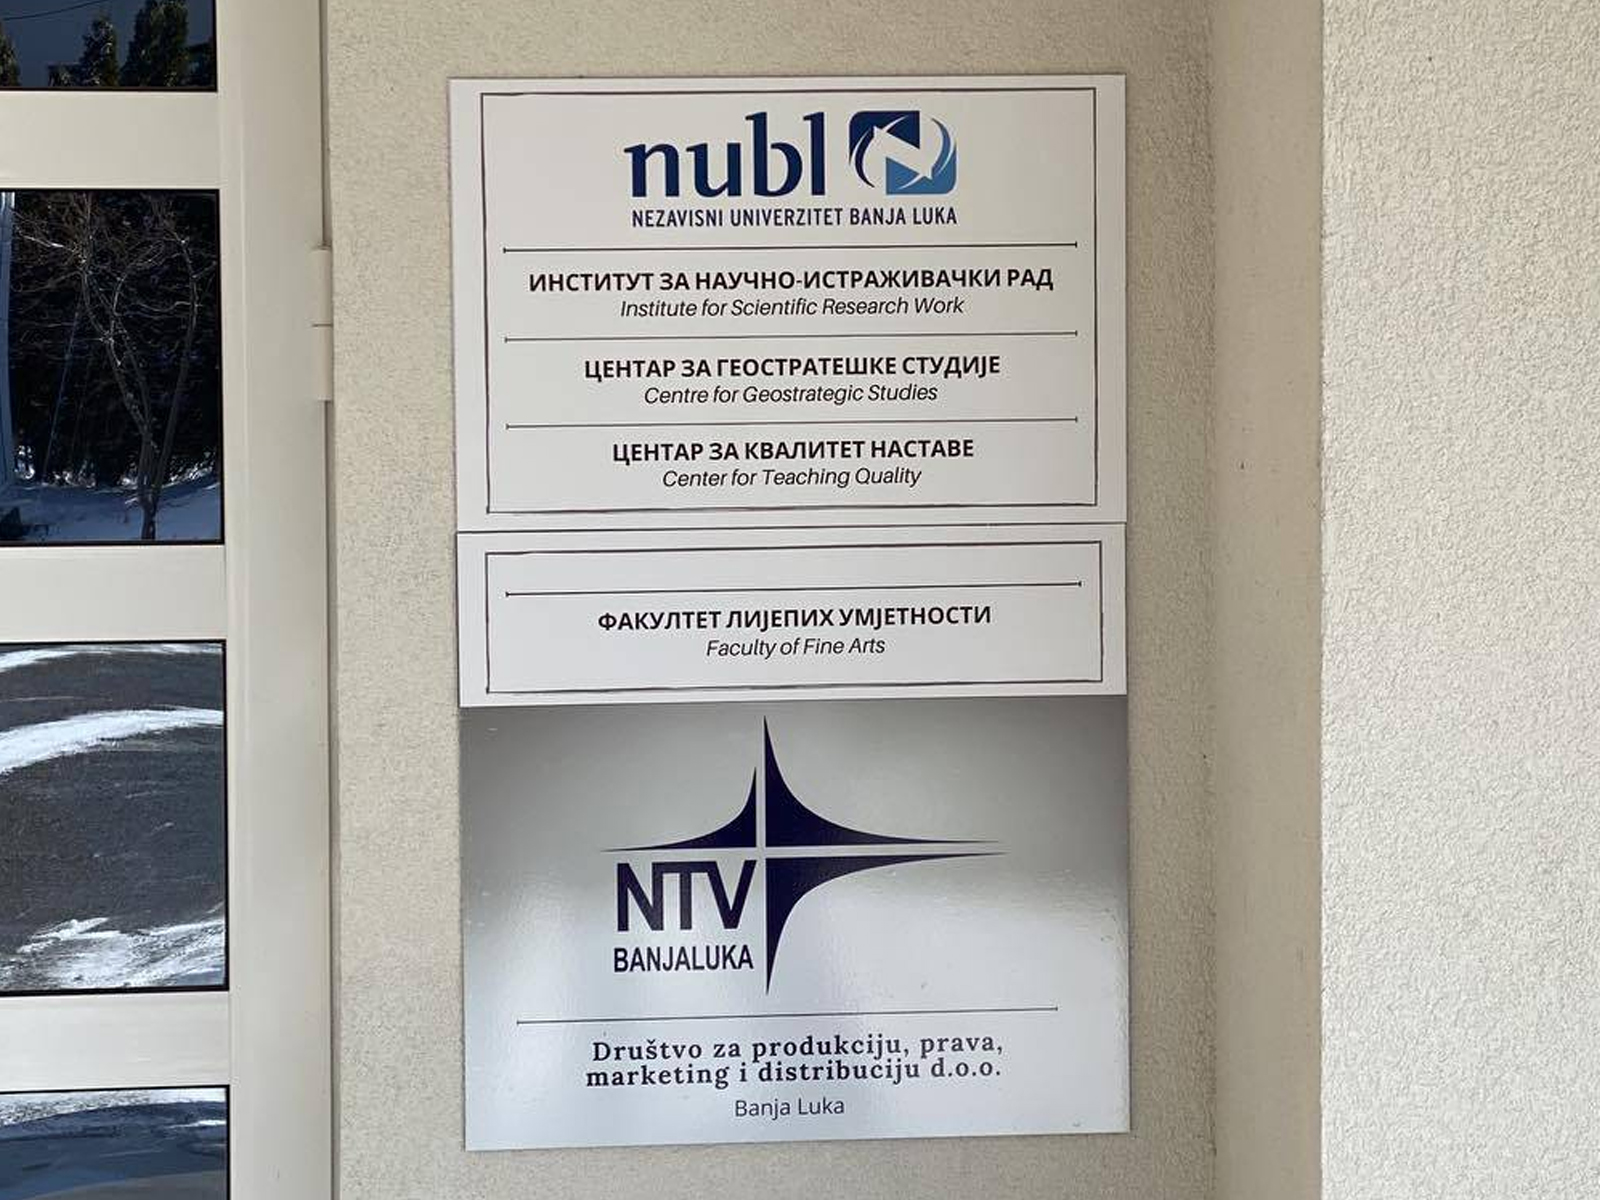 nubl
NEZAVISNI UNIVERZITET BANJA LUKA
ИНСТИТУТ ЗА НАУЧНО-ИСТРАЖИВАЧКИ РАД
Institute for Scientific Research Work
ЦЕНТАР ЗА ГЕОСТРАТЕШКЕ СТУДИЈЕ
Centre for Geostrategic Studies
ЦЕНТАР ЗА КВАЛИТЕТ НАСТАВЕ
Center for Teaching Quality
ФАКУЛТЕТ ЛИЈЕПИХ УМЈЕТНОСТИ
Faculty of Fine Arts
NTV
BANJALUKA
Društvo za produkciju, prava,
marketing i distribuciju d.o.o.
Banja Luka